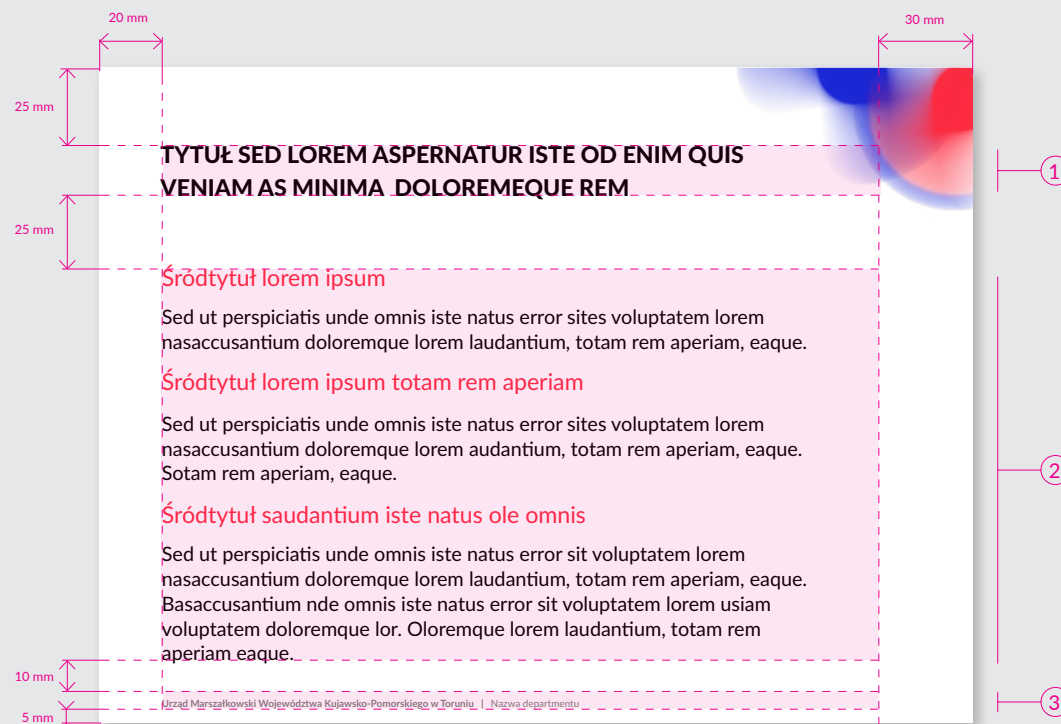 20 mm
30 mm
25 mm
TYTUŁ SED LOREM ASPERNATUR ISTE OD ENIM QUIS
VENIAM AS MINIMA DOLOREMEQUE REM
1
25 mm
Śródtytuł lorem ipsum
Sed ut perspiciatis unde omnis iste natus error sites voluptatem lorem
nasaccusantium doloremque lorem laudantium, totam rem aperiam, eaque.
Śródtytuł lorem ipsum totam rem aperiam
Sed ut perspiciatis unde omnis iste natus error sites voluptatem lorem
nasaccusantium doloremque lorem audantium, totam rem aperiam, eaque.
Sotam rem aperiam, eaque.
2
Śródtytuł saudantium iste natus ole omnis
Sed ut perspiciatis unde omnis iste natus error sit voluptatem lorem
nasaccusantium doloremque lorem laudantium, totam rem aperiam, eaque.
Basaccusantium nde omnis iste natus error sit voluptatem lorem usiam
voluptatem doloremque lor. Oloremque lorem laudantium, totam rem
aperiam eaque.
10 mm
Urząd Marszałkowski Województwa Kujawsko-Pomorskiego w Toruniu | Nazwa departmentu
3
5 mm